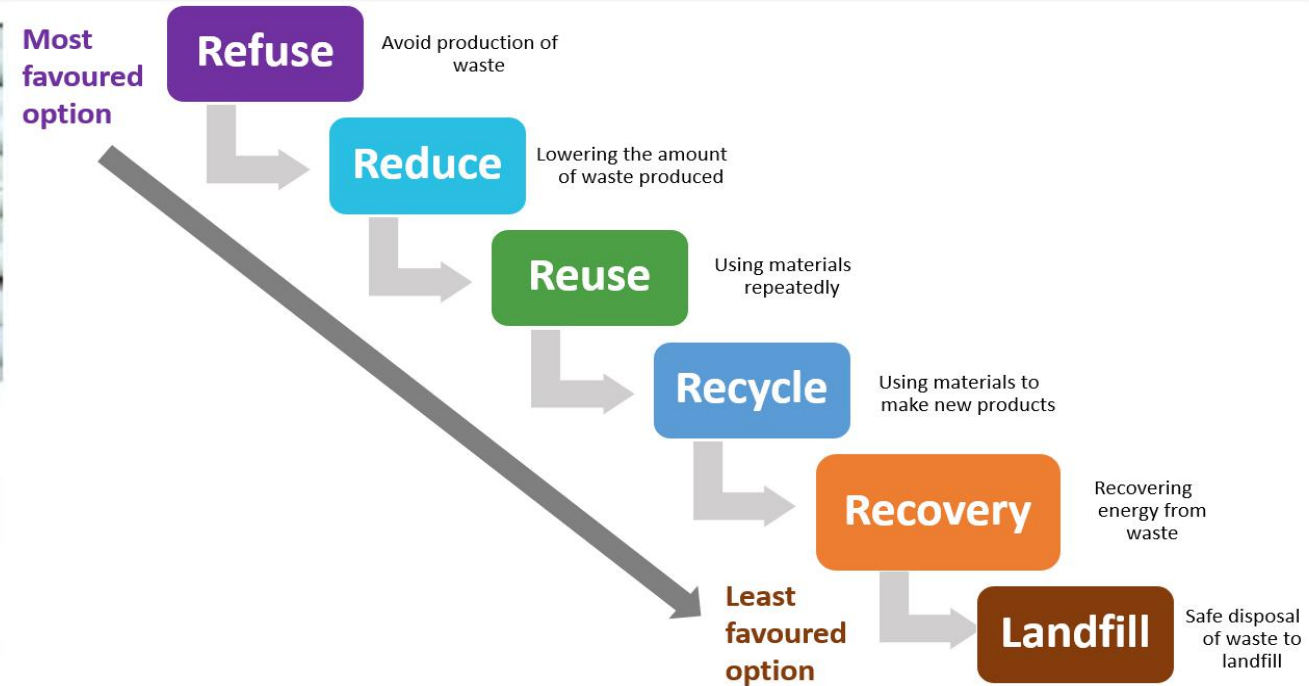 Most
favoured
option
Refuse
Avoid production of
waste
Reduce
Lowering the amount
of waste produced
Reuse
Using materials
repeatedly
Recycle
Using materials to
make new products
Recovery
Recovering
energy from
waste
Least
favoured
option
Landfill
Safe disposal
of waste to
landfill